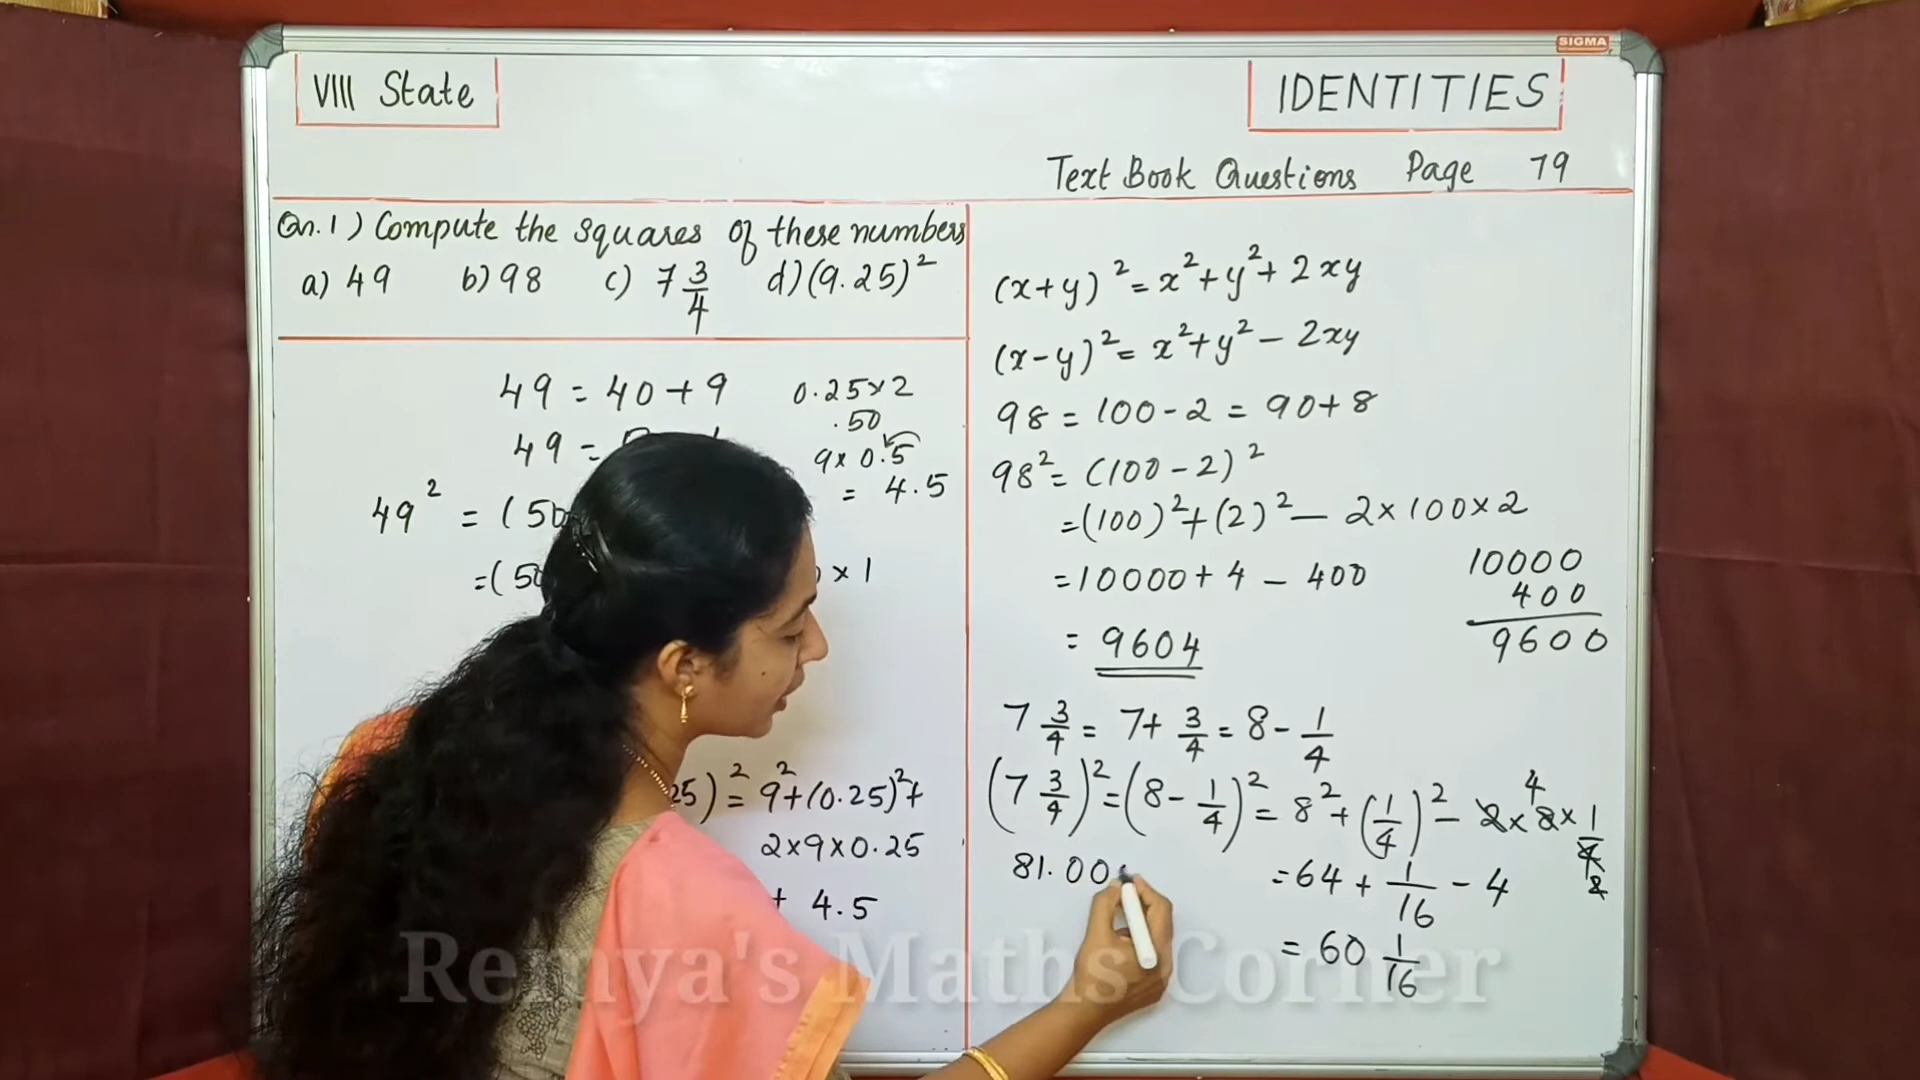 SIGMA
VIII State
IDENTITIES
Text Book Questions Page 79
Qn. 1) Compute the squares of these numbers
a) 49 b) 98 c) 7 3/4 d) (9.25)²
49 = 40 + 9
49 =
49² = (50
= (50 × 1
0.25×2
.50
9× 0.5
= 4.5
25)² = 9²+(0.25)²+
2×9×0.25
+ 4.5
(x+y)² = x²+y²+ 2xy
(x-y)² = x²+y² - 2xy
98 = 100 - 2 = 90+8
98² = (100 - 2)²
= (100)²+(2)² - 2×100×2
= 10000 + 4 - 400
= 9604
10000
400
9600
7 3/4 = 7+ 3/4 = 8 - 1/4
(7 3/4)² = (8 - 1/4)² = 8² + (1/4)² - 2 × 8 × 1/4
4
2
= 64 + 1/16 - 4
= 60 1/16
81.00
Remya's Maths Corner